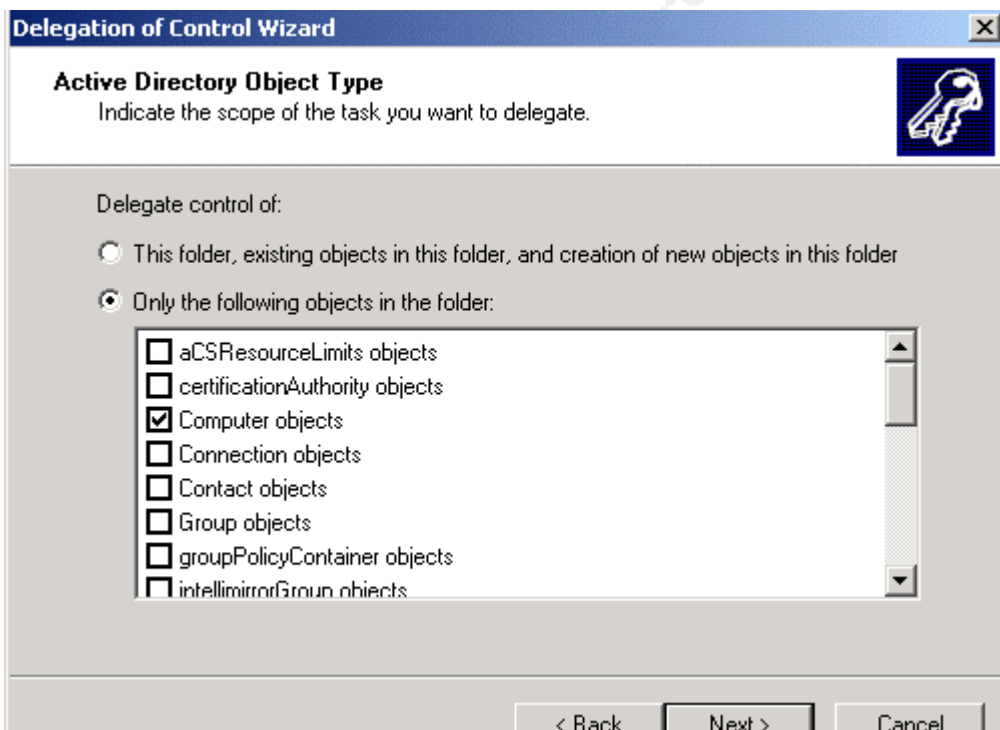 Delegation of Control Wizard
Active Directory Object Type
Indicate the scope of the task you want to delegate.
Delegate control of:
This folder, existing objects in this folder, and creation of new objects in this folder
Only the following objects in the folder:
aCSResourceLimits objects
certificationAuthority objects
Computer objects
Connection objects
Contact objects
Group objects
groupPolicyContainer objects
intellimirrorGroup objects
< Back
Next >
Cancel